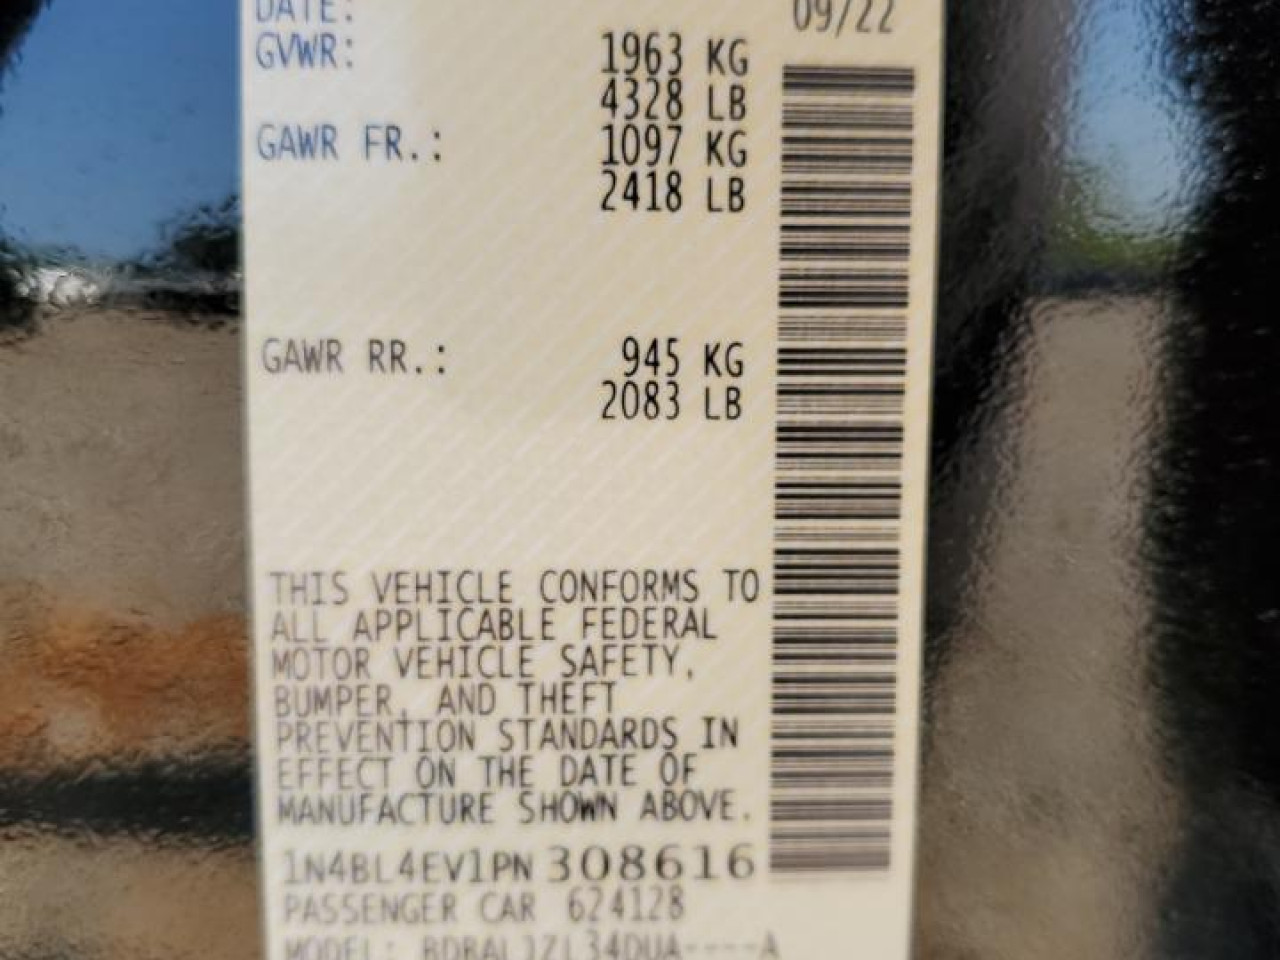 DATE: 09/22
GVWR: 1963 KG
4328 LB
GAWR FR.: 1097 KG
2418 LB
GAWR RR.: 945 KG
2083 LB
THIS VEHICLE CONFORMS TO
ALL APPLICABLE FEDERAL
MOTOR VEHICLE SAFETY,
BUMPER, AND THEFT
PREVENTION STANDARDS IN
EFFECT ON THE DATE OF
MANUFACTURE SHOWN ABOVE.
1N4BL4EV1PN308616
PASSENGER CAR 624128
MODEL: